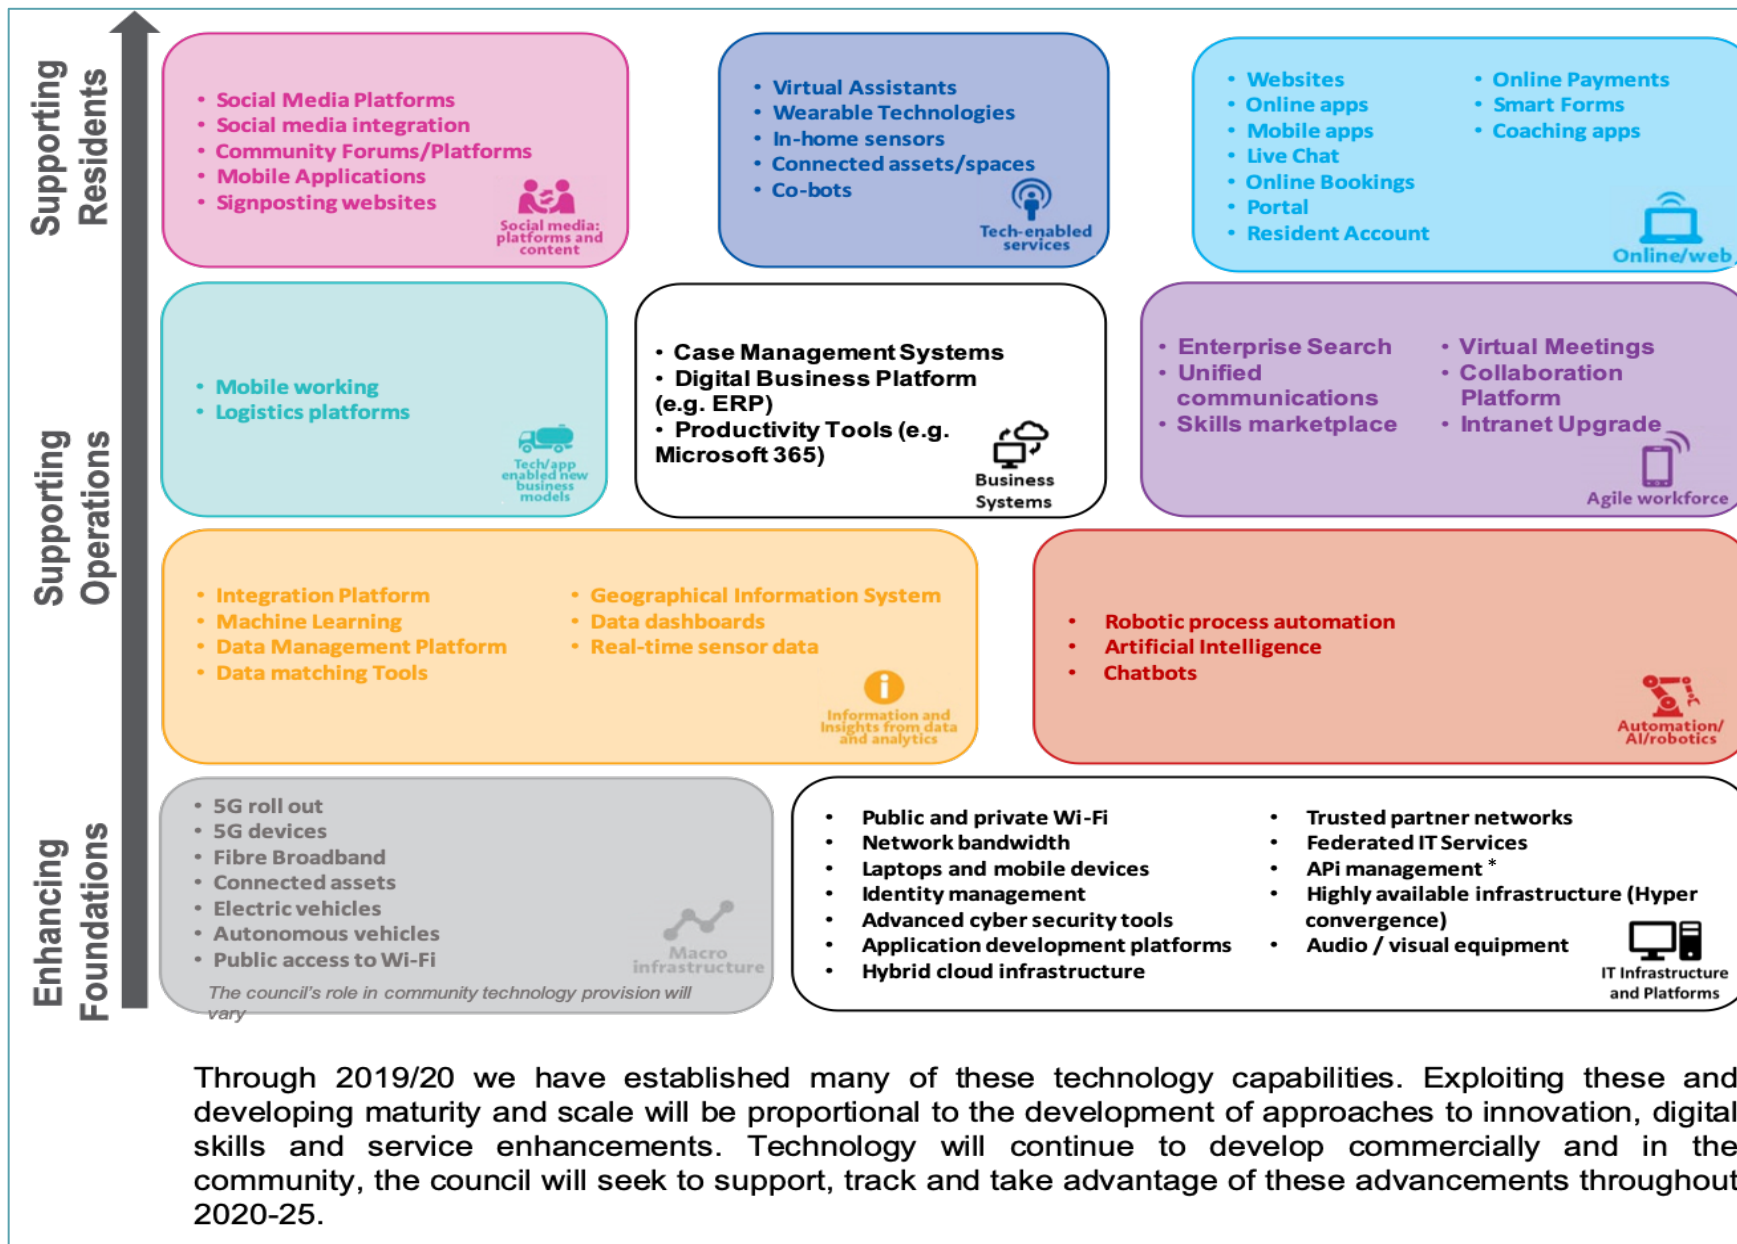 Supporting
Residents
• Social Media Platforms
• Social media integration
• Community Forums/Platforms
• Mobile Applications
• Signposting websites
Social media:
platforms and
content
• Virtual Assistants
• Wearable Technologies
• In-home sensors
• Connected assets/spaces
• Co-bots
Tech-enabled
services
• Websites
• Online apps
• Mobile apps
• Live Chat
• Online Bookings
• Portal
• Resident Account
• Online Payments
• Smart Forms
• Coaching apps
Online/web
Supporting
Operations
• Mobile working
• Logistics platforms
Tech/app
enabled new
business
models
• Case Management Systems
• Digital Business Platform
(e.g. ERP)
• Productivity Tools (e.g.
Microsoft 365)
Business
Systems
• Enterprise Search
• Unified
communications
• Skills marketplace
• Virtual Meetings
• Collaboration
Platform
• Intranet Upgrade
Agile workforce
• Integration Platform
• Machine Learning
• Data Management Platform
• Data matching Tools
• Geographical Information System
• Data dashboards
• Real-time sensor data
Information and
Insights from data
and analytics
• Robotic process automation
• Artificial Intelligence
• Chatbots
Automation/
AI/robotics
Enhancing
Foundations
• 5G roll out
• 5G devices
• Fibre Broadband
• Connected assets
• Electric vehicles
• Autonomous vehicles
• Public access to Wi-Fi
The council's role in community technology provision will
vary
Macro
infrastructure
• Public and private Wi-Fi
• Network bandwidth
• Laptops and mobile devices
• Identity management
• Advanced cyber security tools
• Application development platforms
• Hybrid cloud infrastructure
• Trusted partner networks
• Federated IT Services
• APi management *
• Highly available infrastructure (Hyper
convergence)
• Audio / visual equipment
IT Infrastructure
and Platforms
Through 2019/20 we have established many of these technology capabilities. Exploiting these and
developing maturity and scale will be proportional to the development of approaches to innovation, digital
skills and service enhancements. Technology will continue to develop commercially and in the
community, the council will seek to support, track and take advantage of these advancements throughout
2020-25.